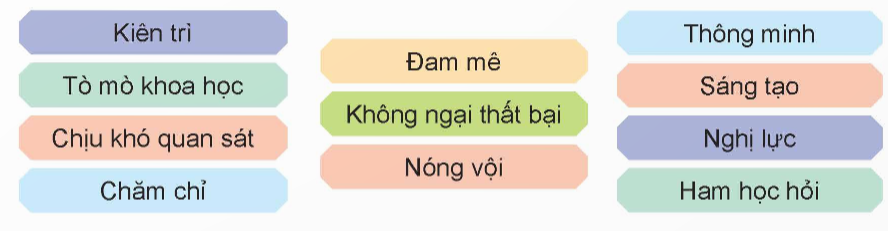 Kiên trì
Tò mò khoa học
Chịu khó quan sát
Chăm chỉ
Đam mê
Không ngại thất bại
Nóng vội
Thông minh
Sáng tạo
Nghị lực
Ham học hỏi